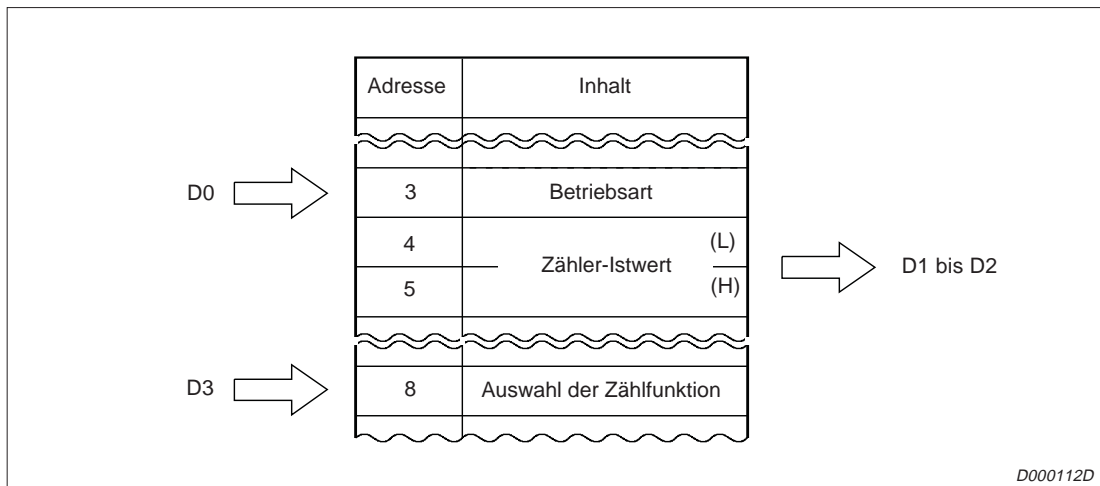 Adresse Inhalt
D0 3 Betriebsart
4 (L)
Zähler-Istwert D1 bis D2
5 (H)
D3 8 Auswahl der Zählfunktion
D000112D